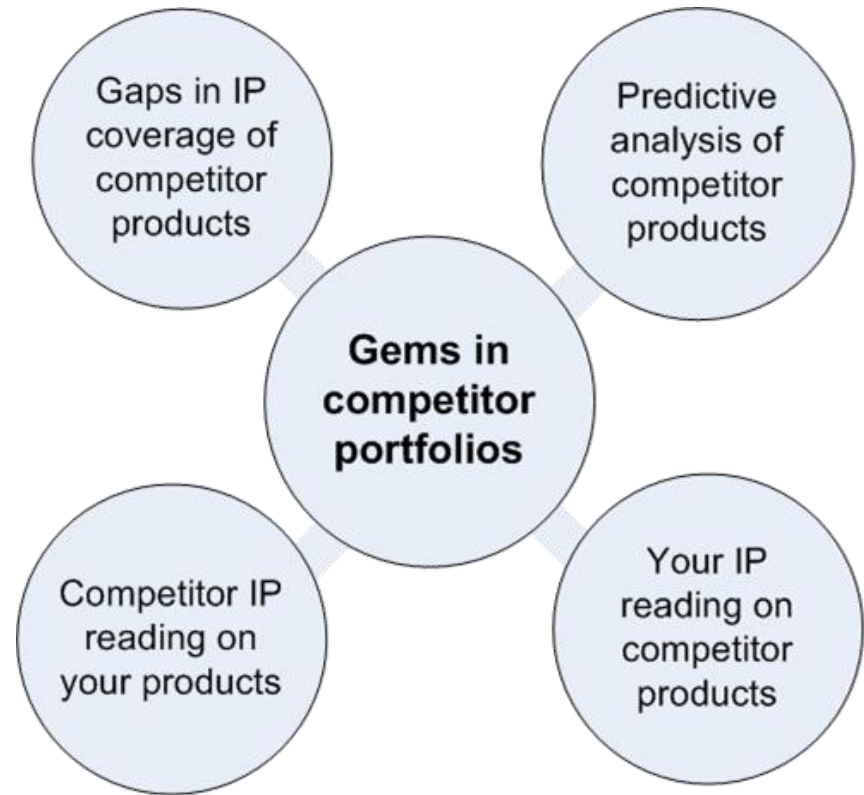 Gaps in IP
coverage of
competitor
products
Predictive
analysis of
competitor
products
Gems in
competitor
portfolios
Competitor IP
reading on
your products
Your IP
reading on
competitor
products